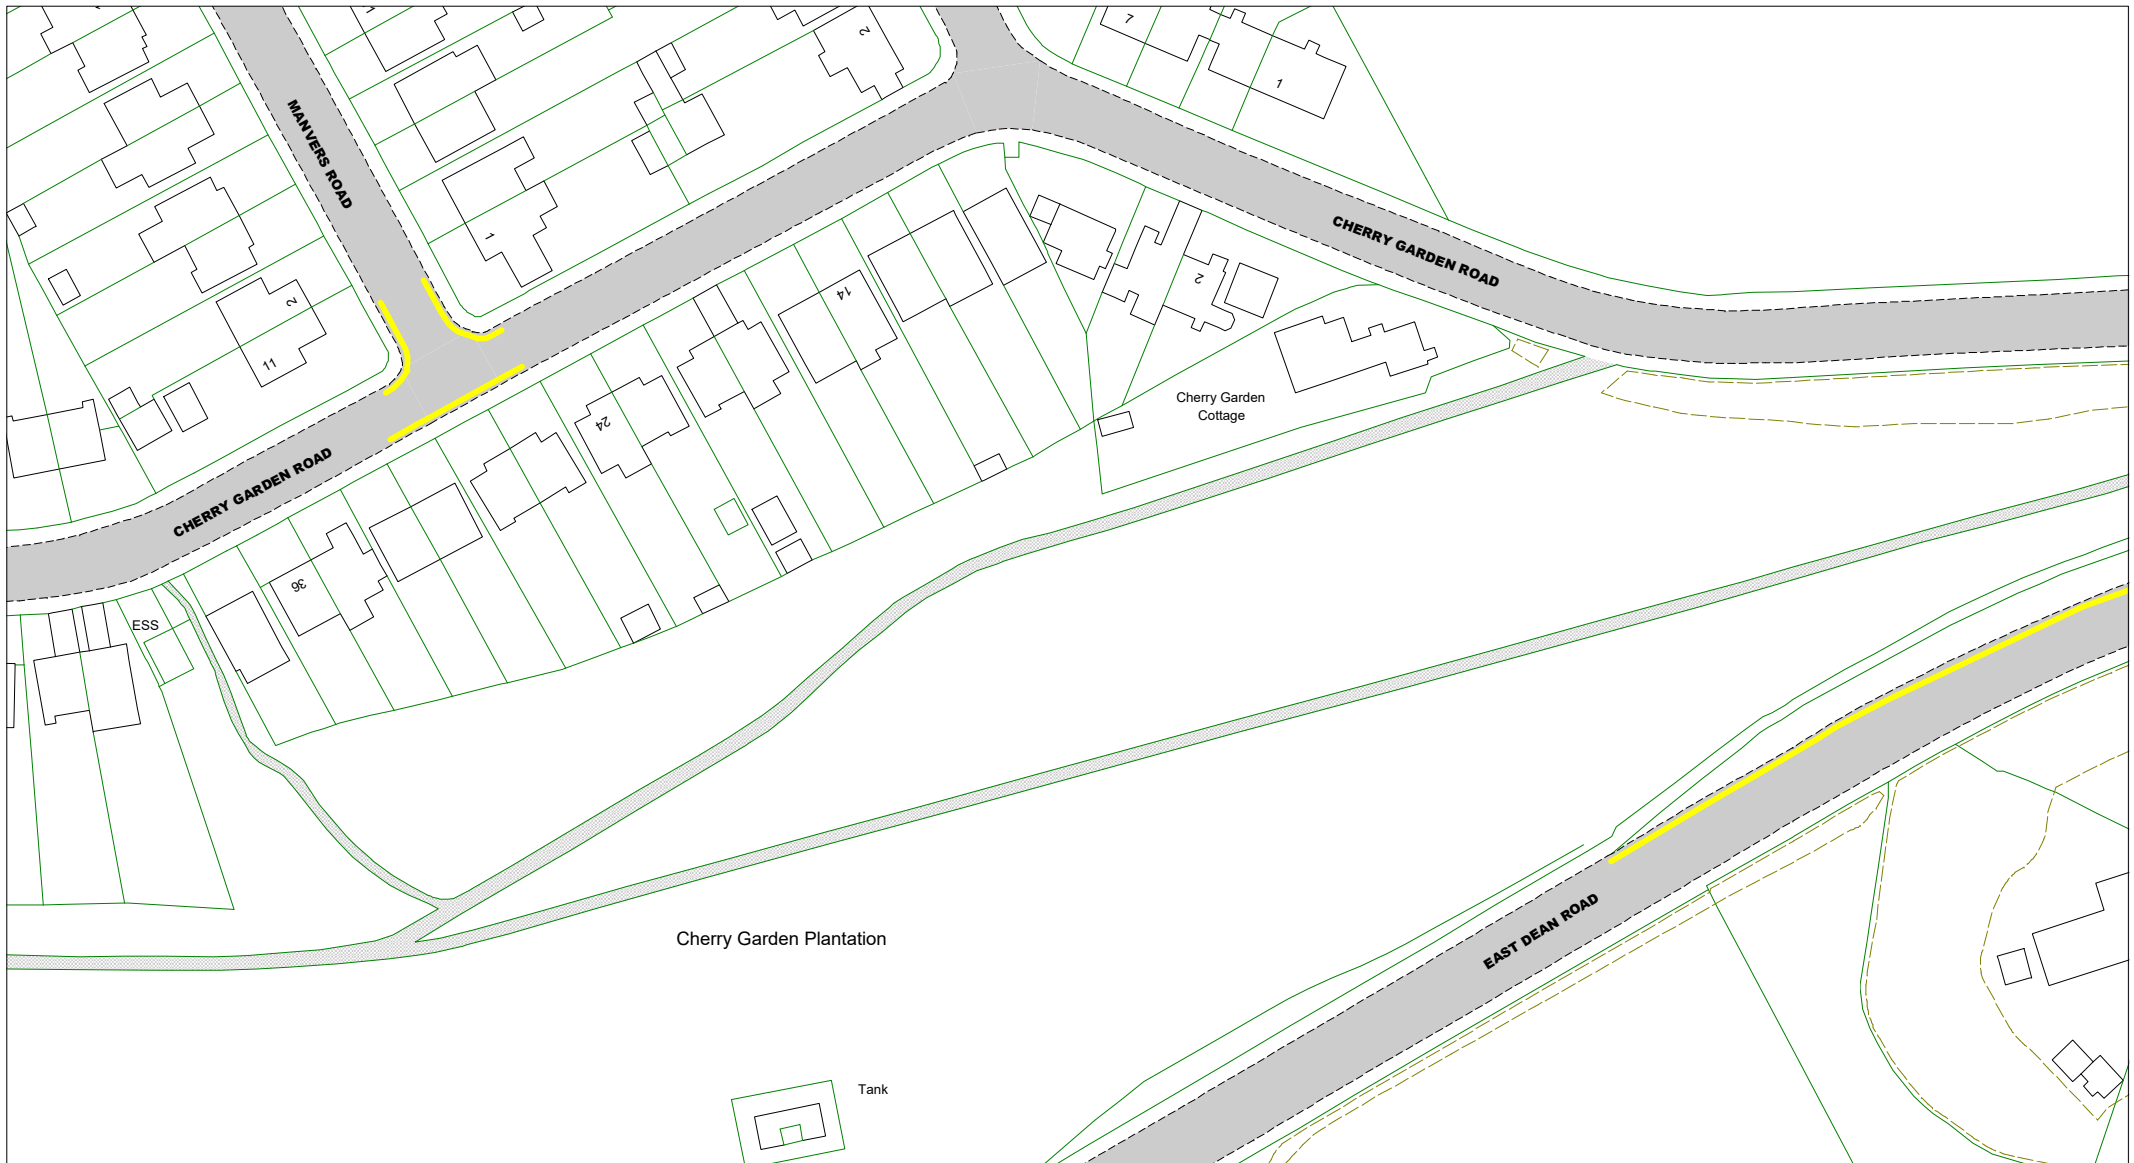 7
1
2
MANVERS ROAD
1
2
11
CHERRY GARDEN ROAD
2
14
Cherry Garden
Cottage
24
CHERRY GARDEN ROAD
36
ESS
EAST DEAN ROAD
Cherry Garden Plantation
Tank